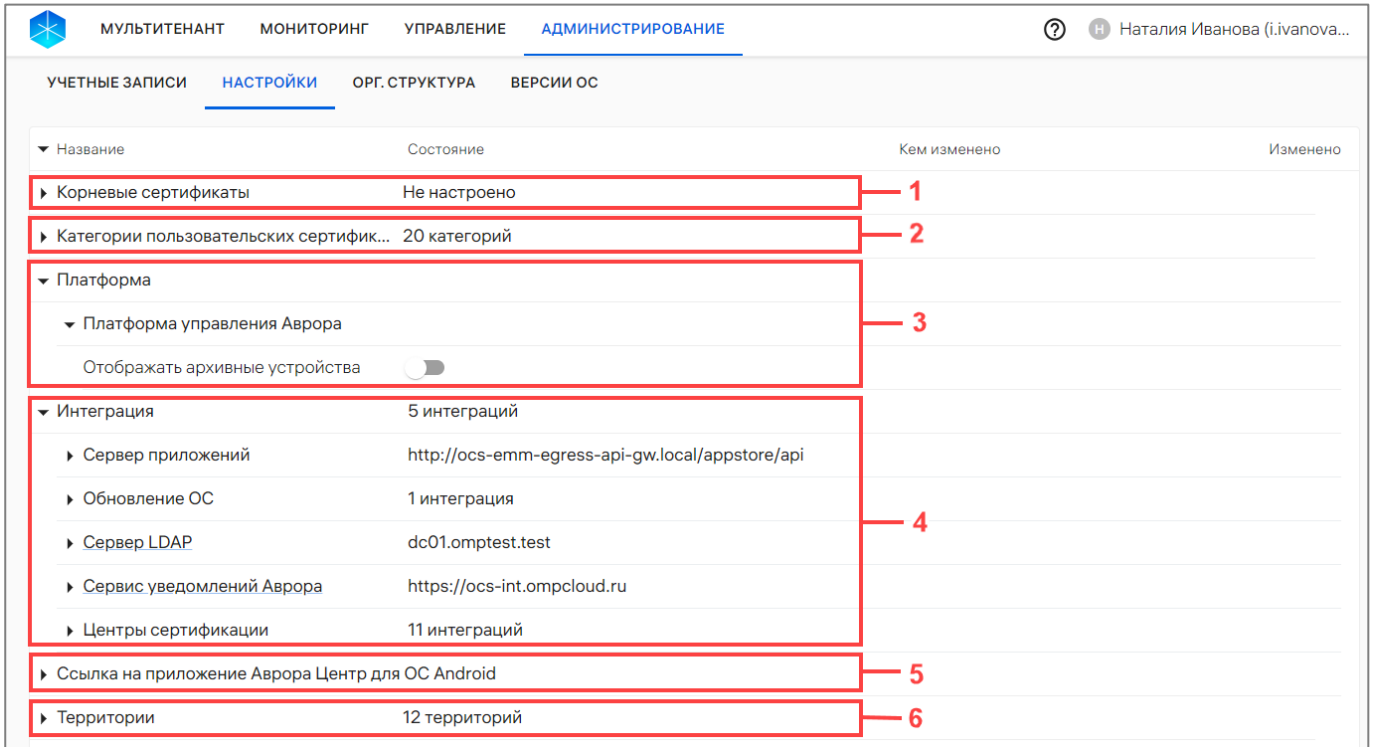 МУЛЬТИТЕНАНТ МОНИТОРИНГ УПРАВЛЕНИЕ АДМИНИСТРИРОВАНИЕ ? Н Наталия Иванова (i.ivanova...
УЧЕТНЫЕ ЗАПИСИ НАСТРОЙКИ ОРГ. СТРУКТУРА ВЕРСИИ ОС
Название Состояние Кем изменено Изменено
Корневые сертификаты Не настроено 1
Категории пользовательских сертифик... 20 категорий 2
Платформа
Платформа управления Аврора 3
Отображать архивные устройства
Интеграция 5 интеграций
Сервер приложений http://ocs-emm-egress-api-gw.local/appstore/api
Обновление ОС 1 интеграция
4
Сервер LDAP dc01.omptest.test
Сервис уведомлений Аврора https://ocs-int.ompcloud.ru
Центры сертификации 11 интеграций
Ссылка на приложение Аврора Центр для ОС Android 5
Территории 12 территорий 6